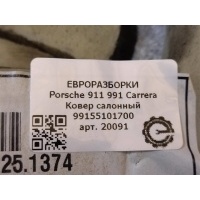 ЕВРОРАЗБОРКИ
Porsche 911 991 Carrera
Ковер салонный
99155101700
арт. 20091
25.1374